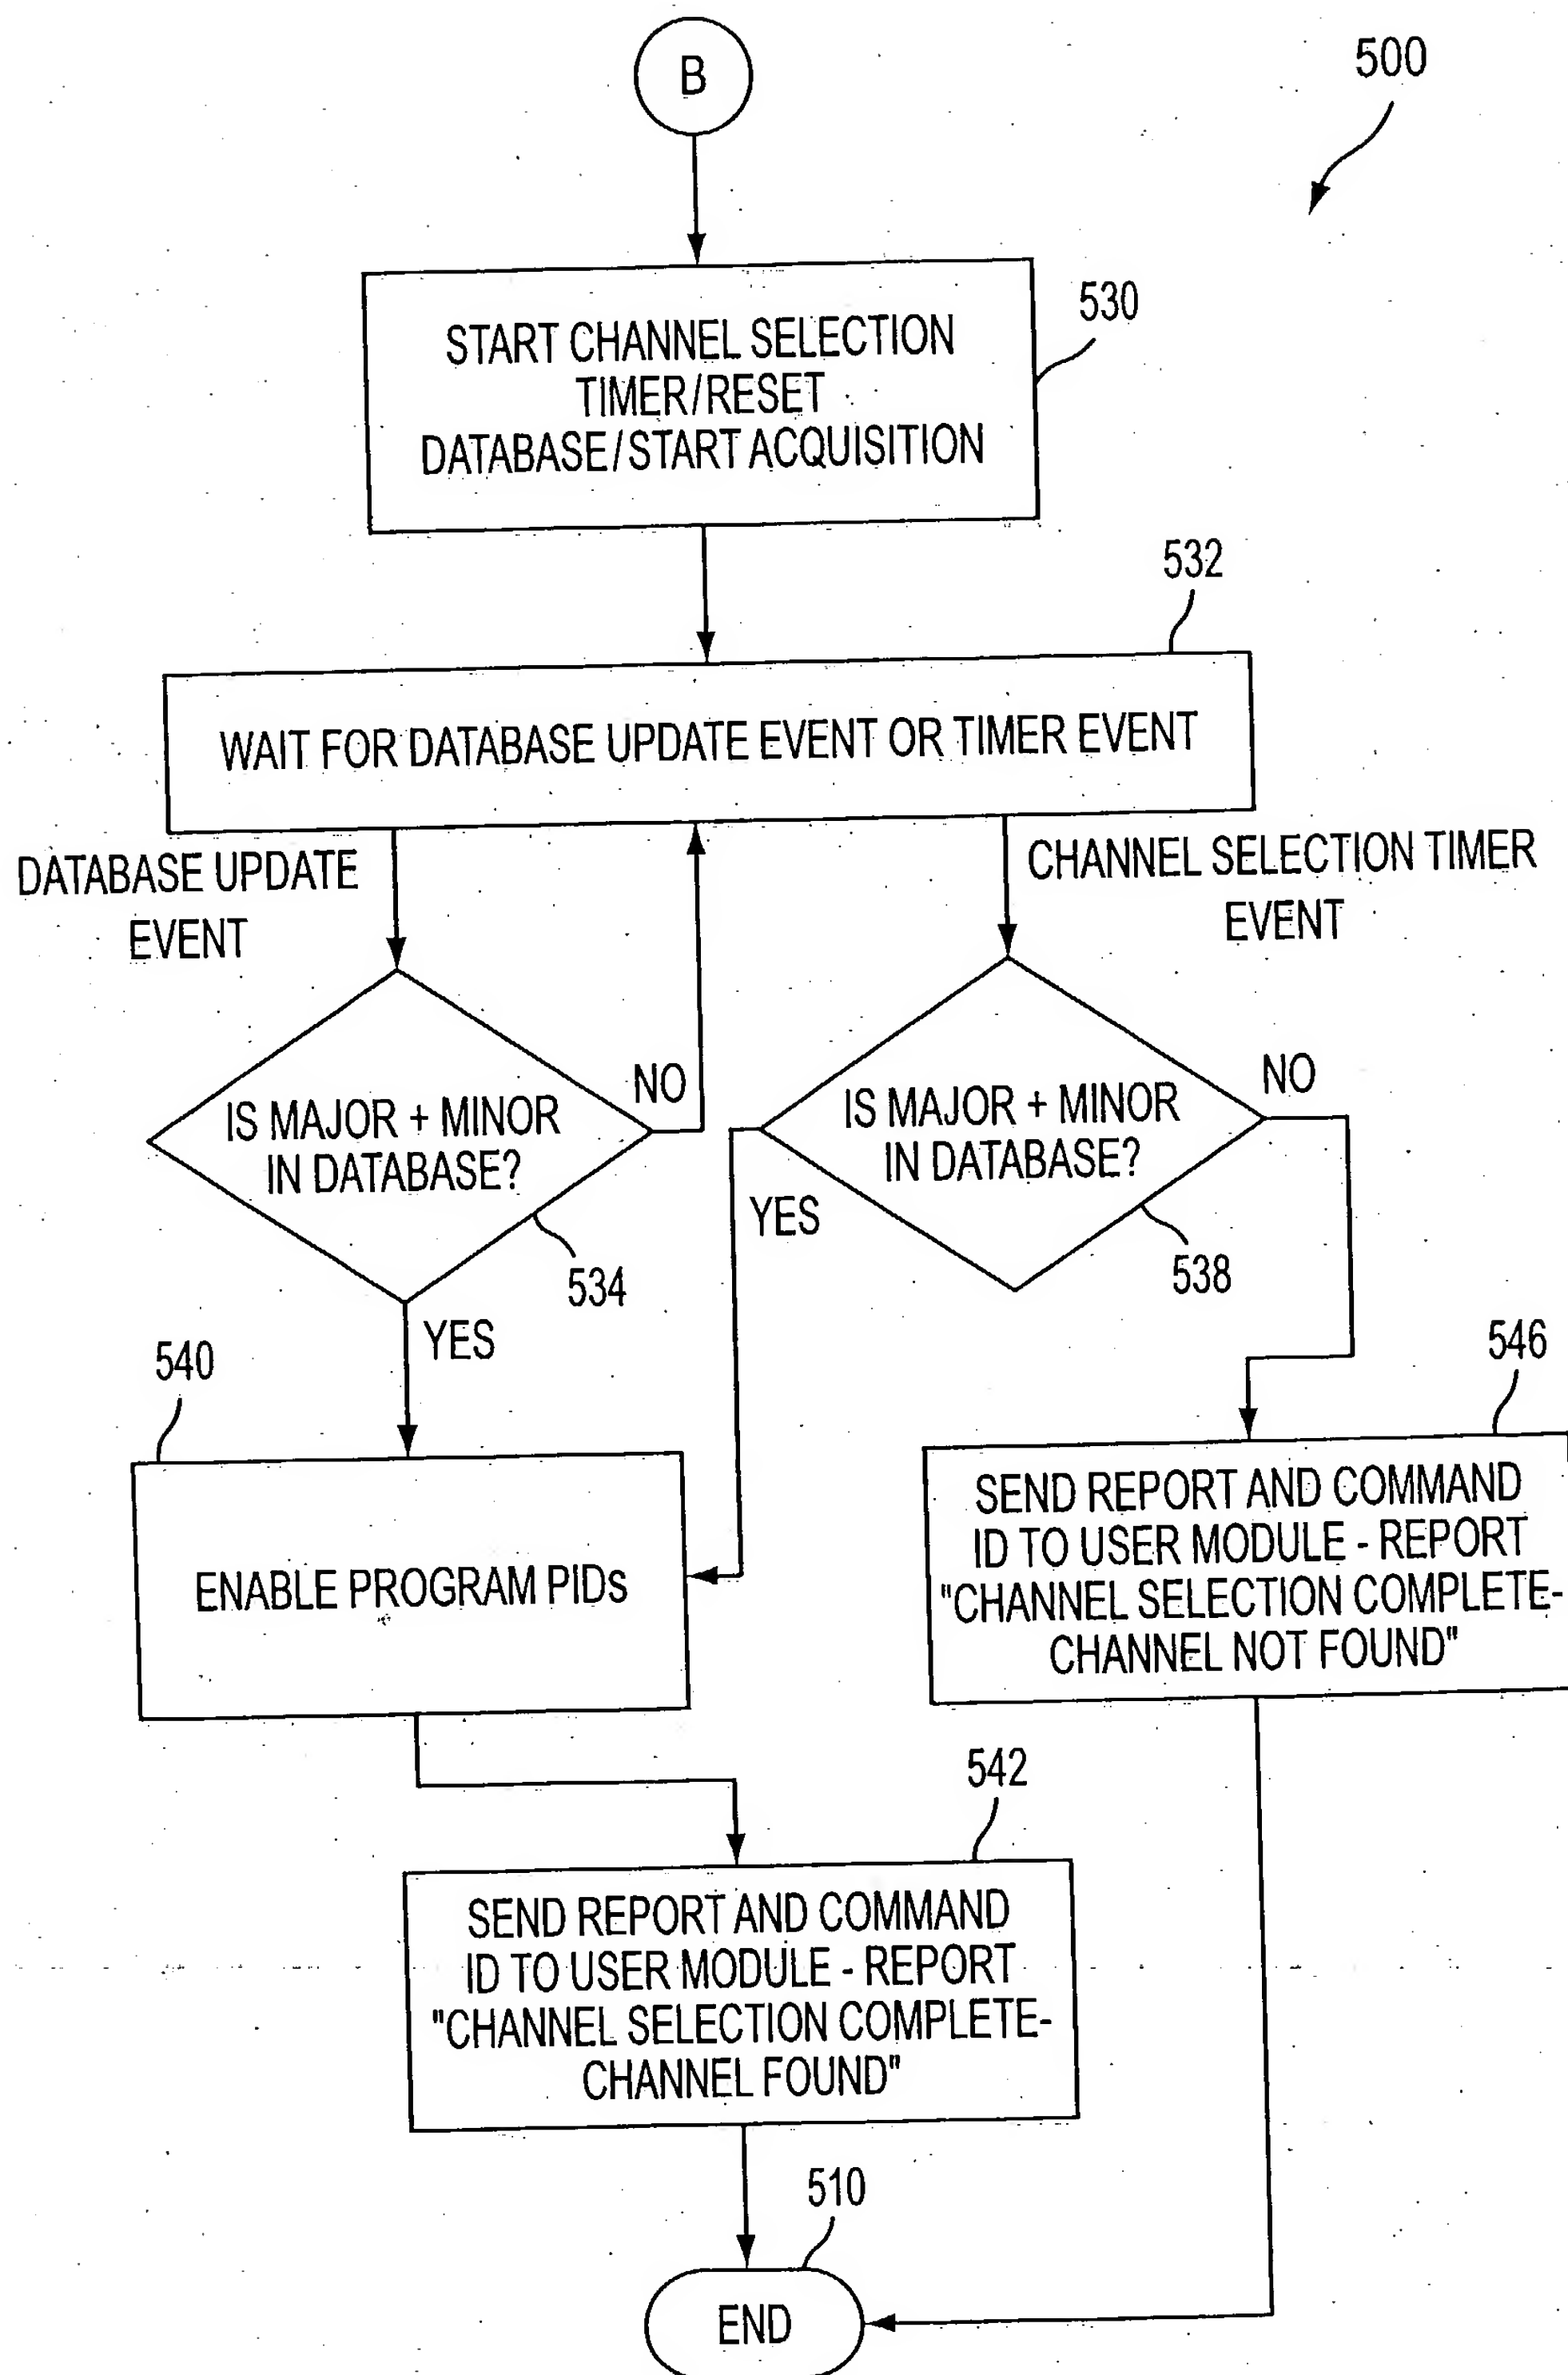 B
500
START CHANNEL SELECTION
TIMER/RESET
DATABASE/START ACQUISITION
530
532
WAIT FOR DATABASE UPDATE EVENT OR TIMER EVENT
DATABASE UPDATE
EVENT
CHANNEL SELECTION TIMER
EVENT
IS MAJOR + MINOR
IN DATABASE?
NO
534
YES
IS MAJOR + MINOR
IN DATABASE?
NO
YES
538
540
ENABLE PROGRAM PIDs
546
SEND REPORT AND COMMAND
ID TO USER MODULE - REPORT
"CHANNEL SELECTION COMPLETE-
CHANNEL NOT FOUND"
542
SEND REPORT AND COMMAND
ID TO USER MODULE - REPORT
"CHANNEL SELECTION COMPLETE-
CHANNEL FOUND"
510
END